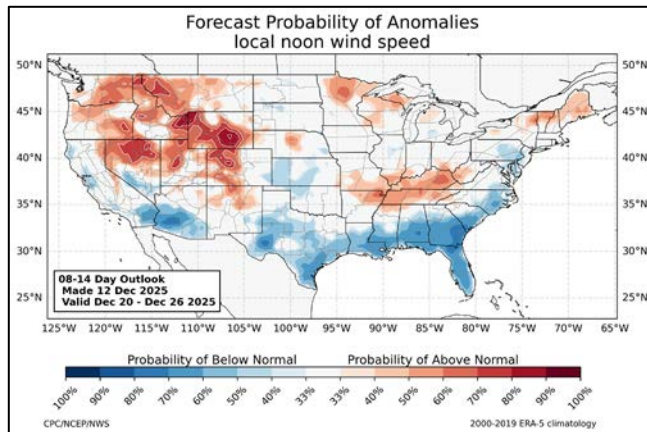 Forecast Probability of Anomalies
local noon wind speed
50°N 50°N
45°N 45°N
40°N 40°N
35°N 35°N
30°N 30°N
25°N 25°N
08-14 Day Outlook
Made 12 Dec 2025
Valid Dec 20 - Dec 26 2025
125°W 120°W 115°W 110°W 105°W 100°W 95°W 90°W 85°W 80°W 75°W 70°W 65°W
Probability of Below Normal Probability of Above Normal
100% 90% 80% 70% 60% 50% 40% 33% 33% 40% 50% 60% 70% 80% 90% 100%
CPC/NCEP/NWS 2000-2019 ERA-5 climatology